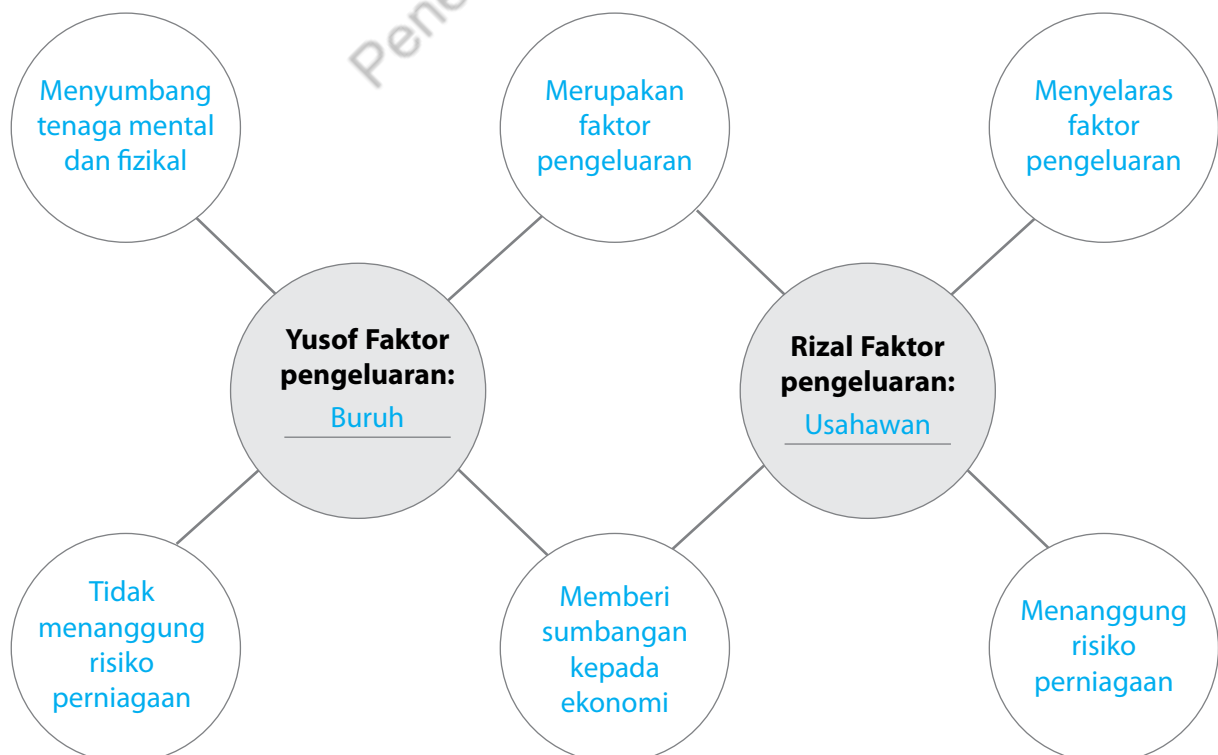 Pene
Menyumbang
tenaga mental
dan fizikal
Merupakan
faktor
pengeluaran
Menyelaras
faktor
pengeluaran
Yusof Faktor
pengeluaran:
Buruh
Rizal Faktor
pengeluaran:
Usahawan
Tidak
menanggung
risiko
perniagaan
Memberi
sumbangan
kepada
ekonomi
Menanggung
risiko
perniagaan